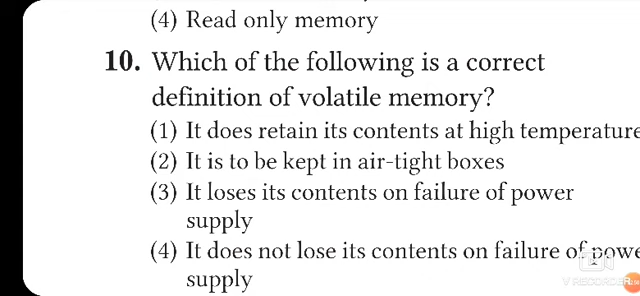 (4) Read only memory
10. Which of the following is a correct
definition of volatile memory?
(1) It does retain its contents at high temperature
(2) It is to be kept in air-tight boxes
(3) It loses its contents on failure of power
supply
(4) It does not lose its contents on failure of powe
supply
V RECORDER